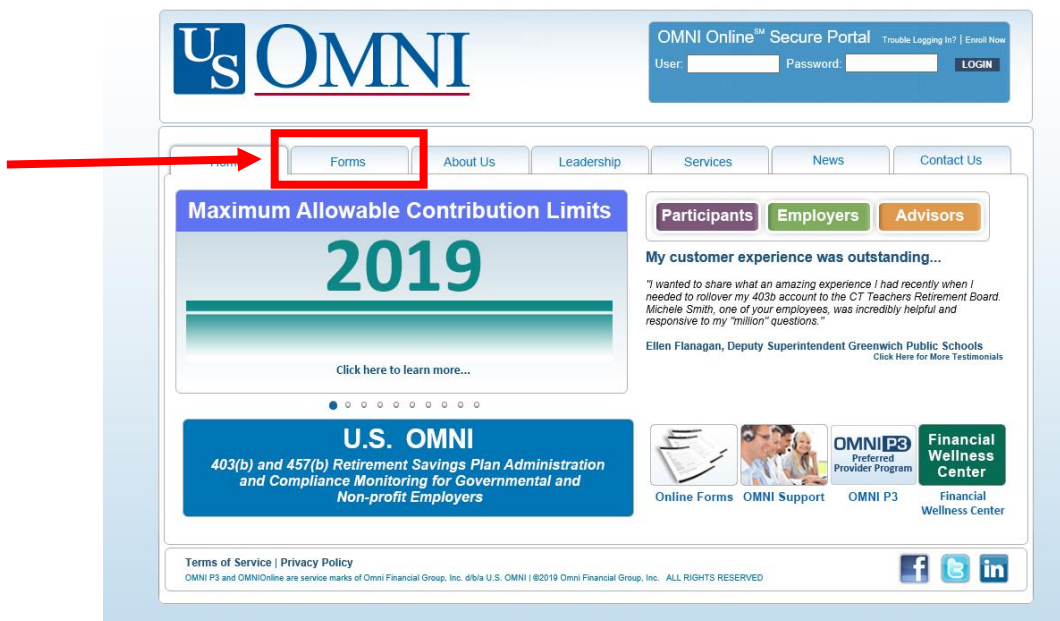 US OMNI
OMNI Online℠ Secure Portal Trouble Logging In? | Enroll Now
User: Password: LOGIN
Forms About Us Leadership Services News Contact Us
Maximum Allowable Contribution Limits
2019
Click here to learn more...
Participants Employers Advisors
My customer experience was outstanding...
"I wanted to share what an amazing experience I had recently when I
needed to rollover my 403b account to the CT Teachers Retirement Board.
Michele Smith, one of your employees, was incredibly helpful and
responsive to my "million" questions."
Ellen Flanagan, Deputy Superintendent Greenwich Public Schools
Click Here for More Testimonials
U.S. OMNI
403(b) and 457(b) Retirement Savings Plan Administration
and Compliance Monitoring for Governmental and
Non-profit Employers
OMNI P3
Preferred
Provider Program
Financial
Wellness
Center
Online Forms OMNI Support OMNI P3 Financial
Wellness Center
Terms of Service | Privacy Policy
OMNI P3 and OMNIOnline are service marks of Omni Financial Group, Inc. d/b/a U.S. OMNI | ©2019 Omni Financial Group, Inc. ALL RIGHTS RESERVED